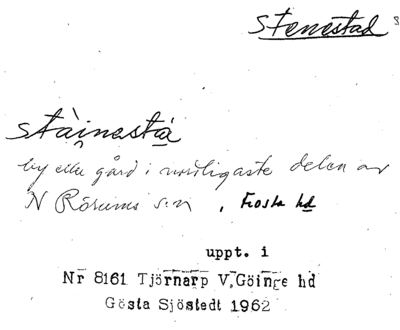 Stenestad
stàinəstá
by eller gård i nordligaste delen av
N Rörums s:n, Frosta hd
uppt. i
Nr 8161 Tjörnarp V. Göinge hd
Gösta Sjöstedt 1962